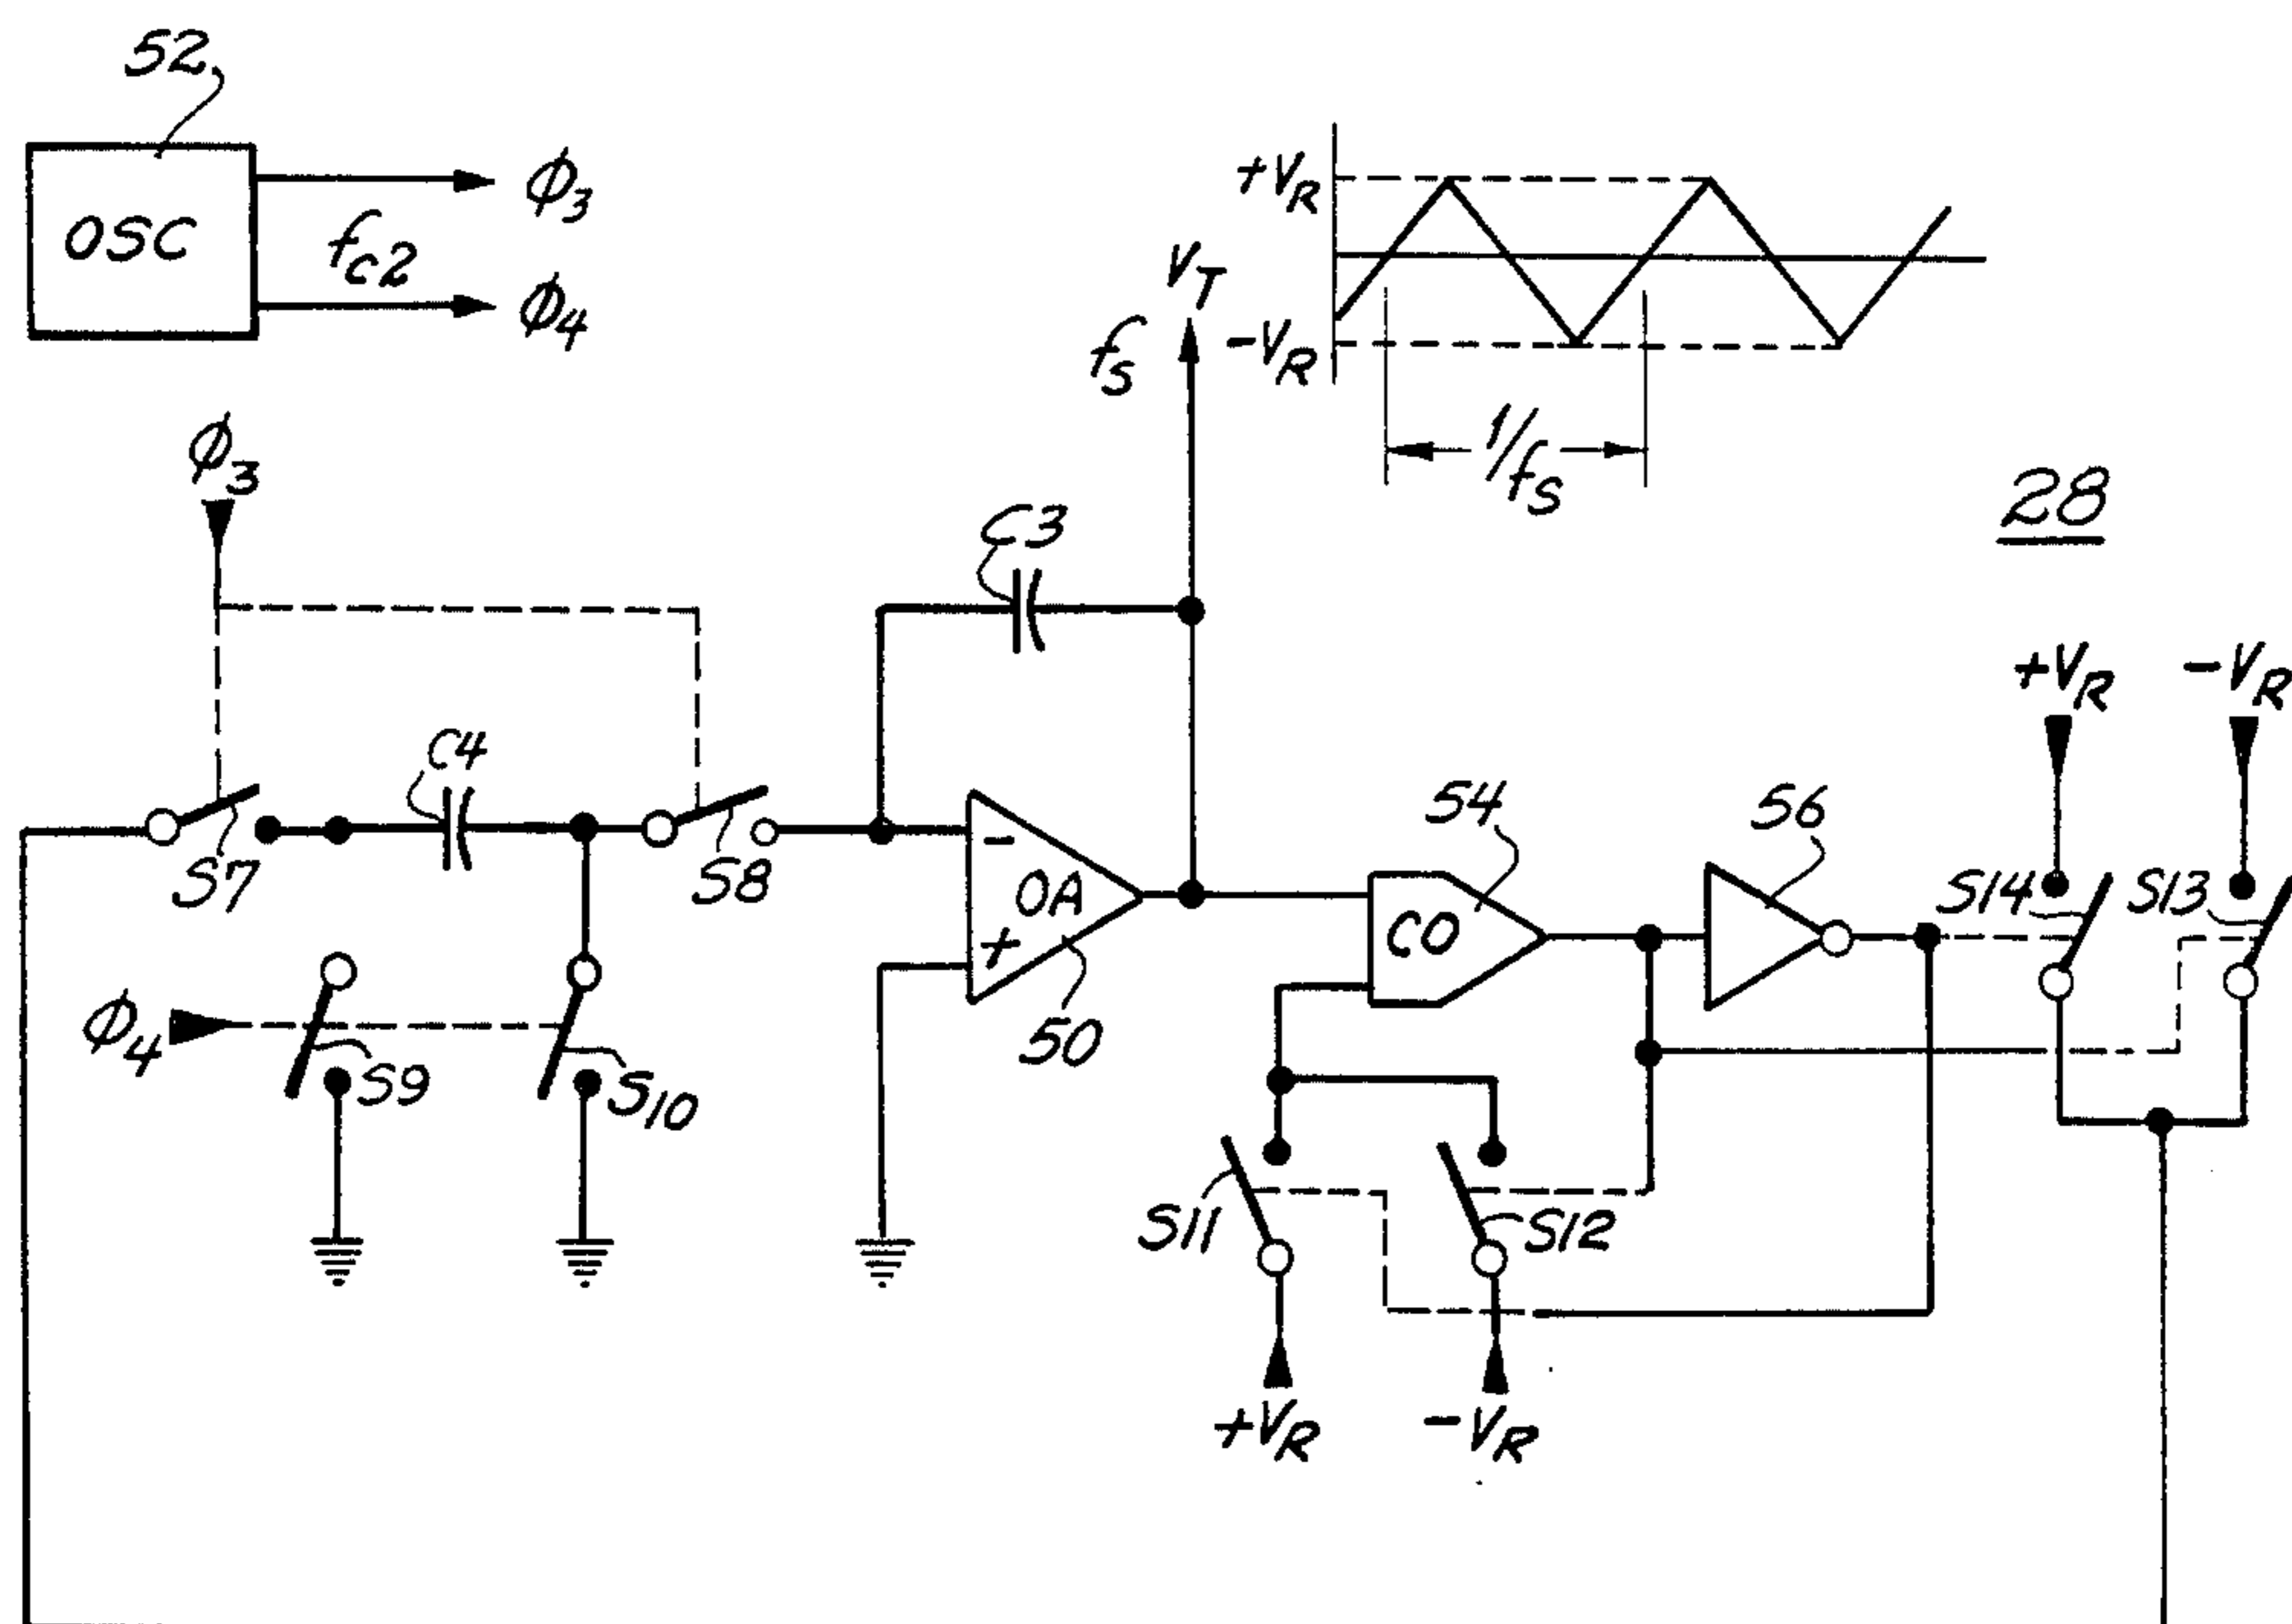 52
OSC
fc2
ϕ3
ϕ4
+VR
-VR
VT
fs
1/fs
28
ϕ3
C3
C4
S7
S8
-
OA
+
50
54
CO
56
S14
S13
+VR
-VR
ϕ4
S9
S10
S11
S12
+VR
-VR